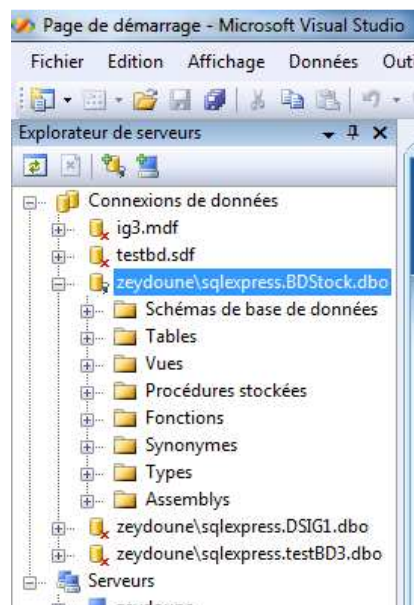 Page de démarrage - Microsoft Visual Studio
Fichier Edition Affichage Données
Explorateur de serveurs
Connexions de données
ig3.mdf
testbd.sdf
zeydoune\sqlexpress.BDStock.dbo
Schémas de base de données
Tables
Vues
Procédures stockées
Fonctions
Synonymes
Types
Assemblys
zeydoune\sqlexpress.DSIG1.dbo
zeydoune\sqlexpress.testBD3.dbo
Serveurs